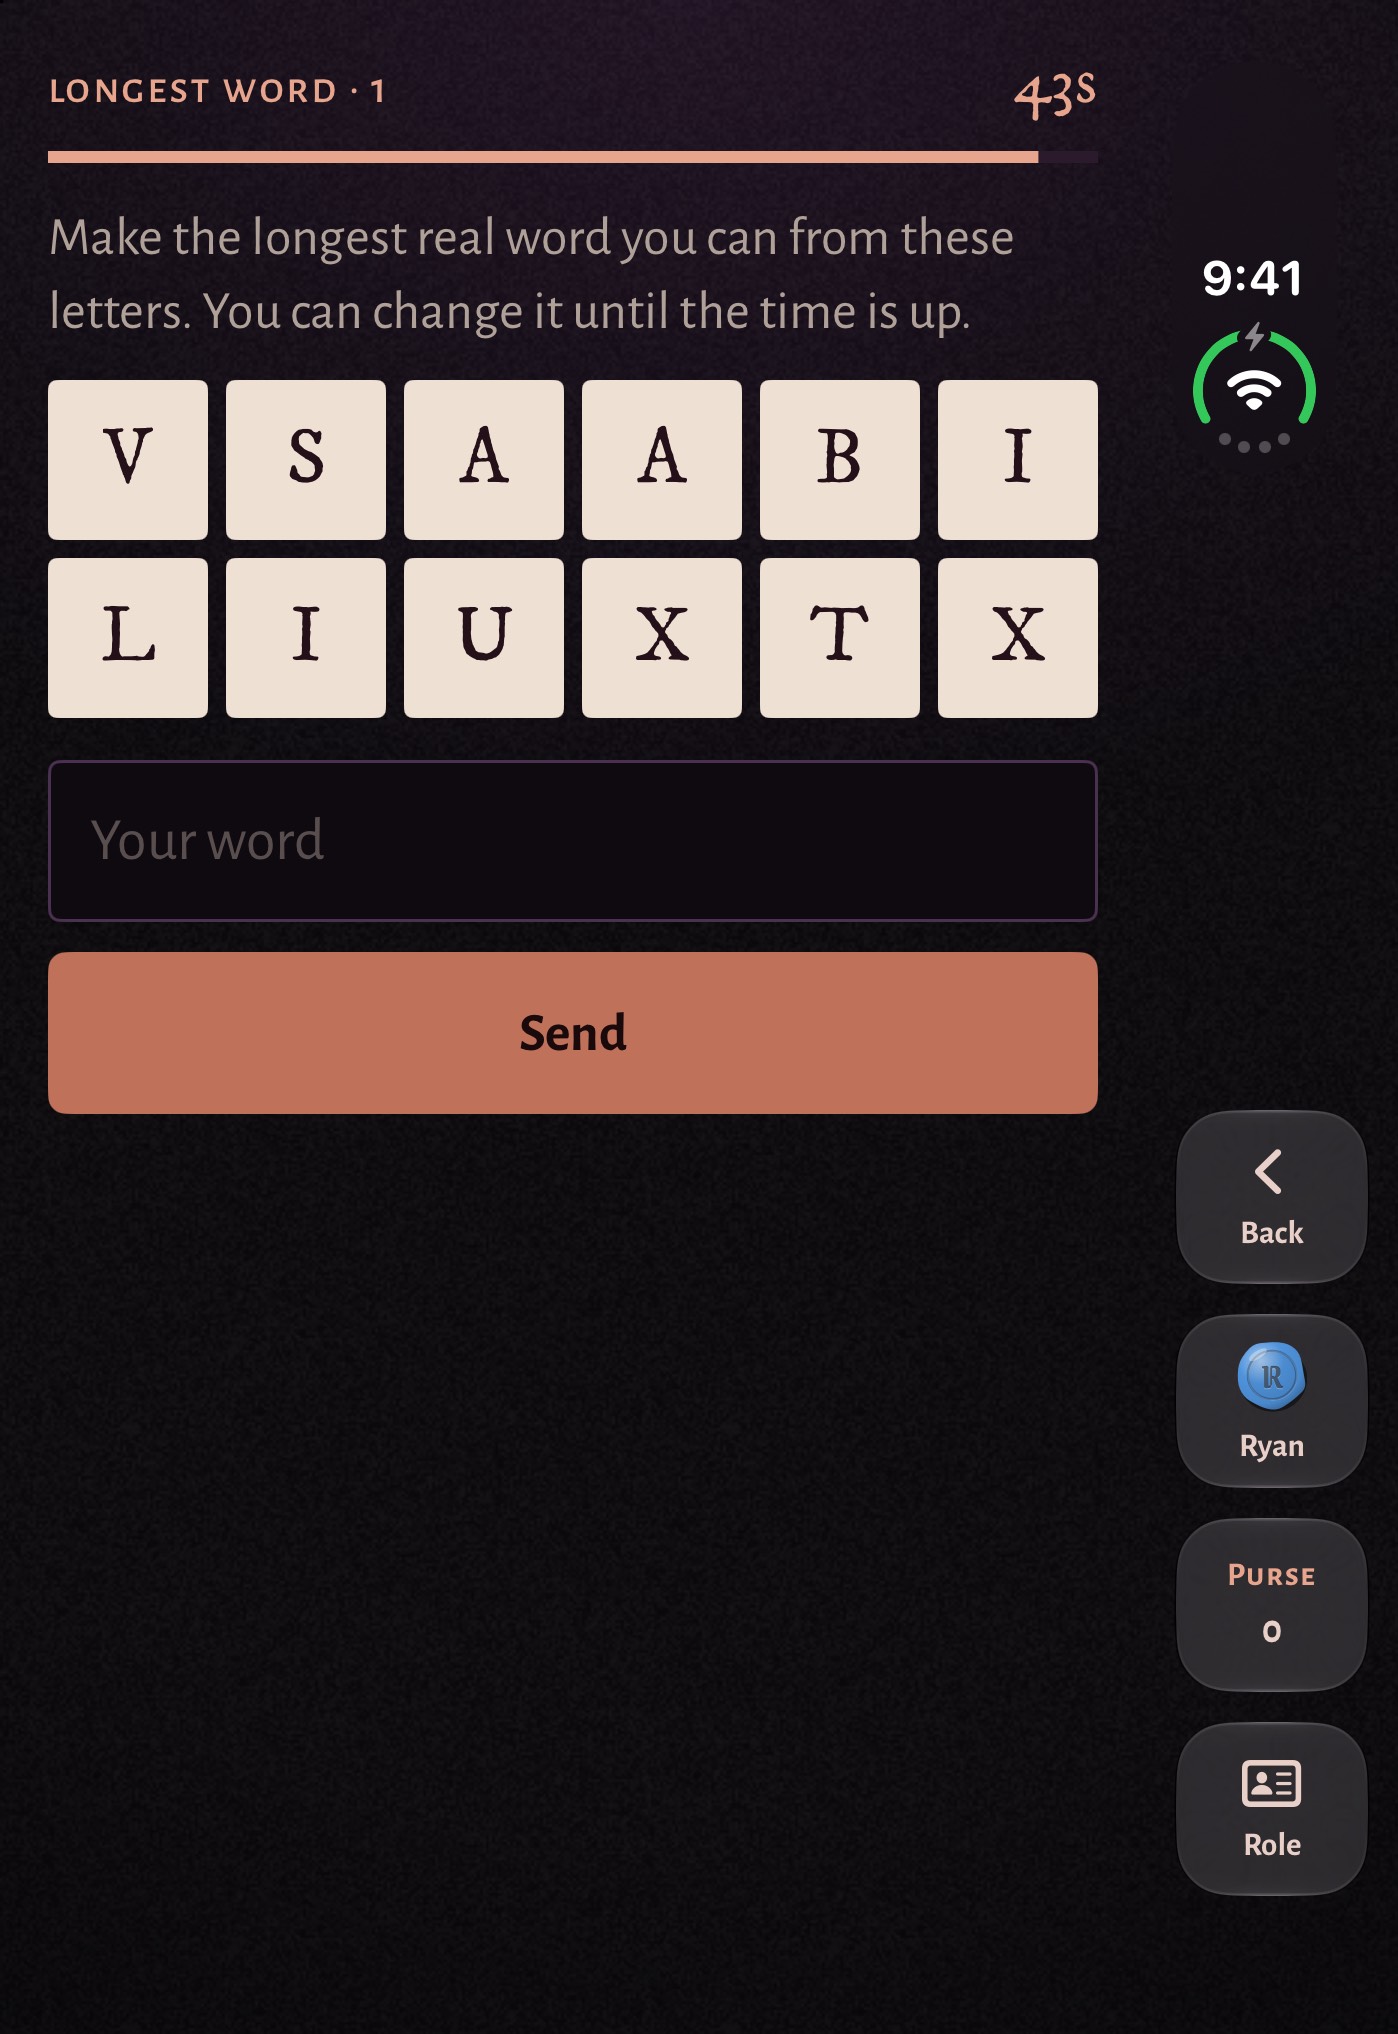 LONGEST WORD · 1
43s
Make the longest real word you can from these
letters. You can change it until the time is up.
V S A A B I
L I U X T X
Your word
Send
9:41
Back
R
Ryan
PURSE
0
Role